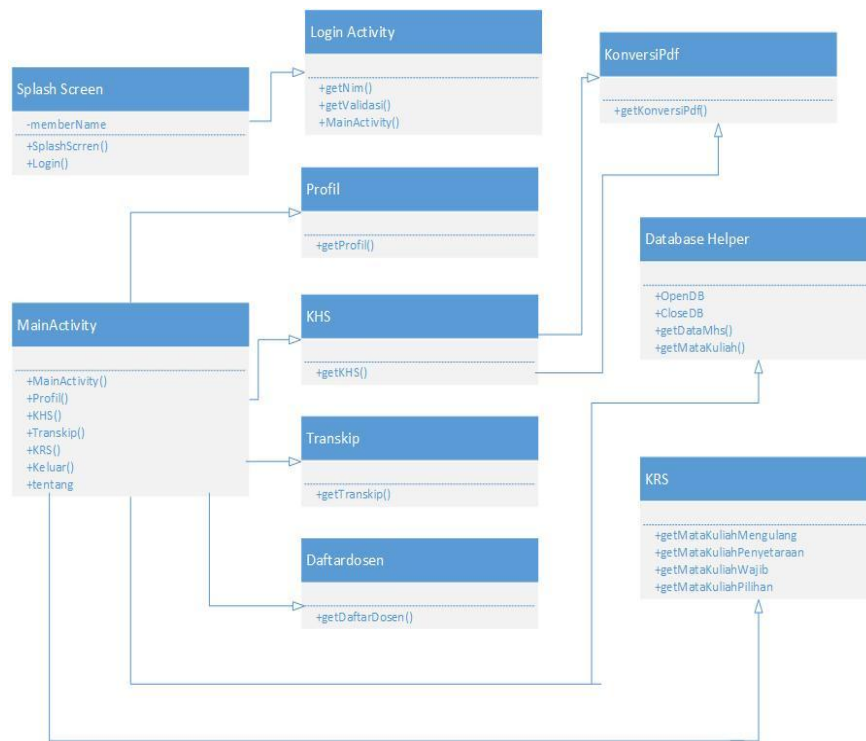 Splash Screen
-memberName
+SplashScrren()
+Login()
Login Activity
+getNim()
+getValidasi()
+MainActivity()
KonversiPdf
+getKonversiPdf()
Profil
+getProfil()
Database Helper
+OpenDB
+CloseDB
+getDataMhs()
+getMataKuliah()
MainActivity
+MainActivity()
+Profil()
+KHS()
+Transkip()
+KRS()
+Keluar()
+tentang
KHS
+getKHS()
Transkip
+getTranskip()
KRS
+getMataKuliahMengulang
+getMataKuliahPenyetaraan
+getMataKuliahWajib
+getMataKuliahPilihan
Daftardosen
+getDaftarDosen()